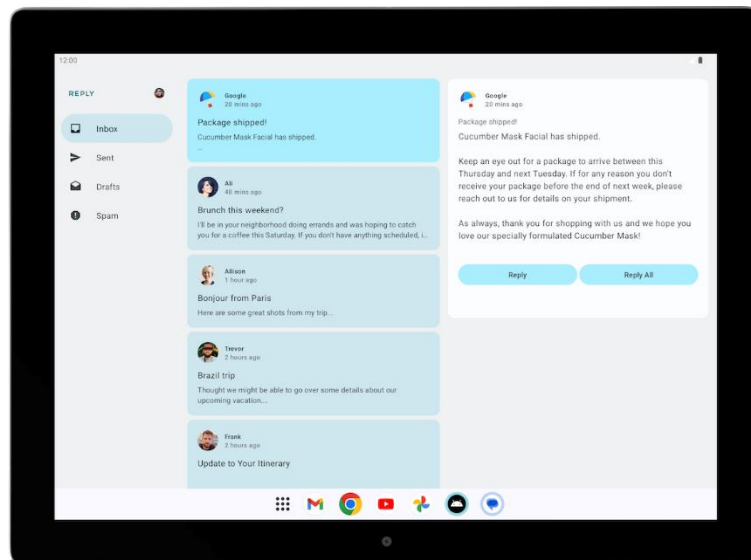 12:00
REPLY
Inbox
Sent
Drafts
Spam
Google
20 mins ago
Package shipped!
Cucumber Mask Facial has shipped.
...
Ali
40 mins ago
Brunch this weekend?
I'll be in your neighborhood doing errands and was hoping to catch
you for a coffee this Saturday. If you don't have anything scheduled, i...
Allison
1 hour ago
Bonjour from Paris
Here are some great shots from my trip...
Trevor
2 hours ago
Brazil trip
Thought we might be able to go over some details about our
upcoming vacation....
Frank
2 hours ago
Update to Your Itinerary
Google
20 mins ago
Package shipped!
Cucumber Mask Facial has shipped.
Keep an eye out for a package to arrive between this
Thursday and next Tuesday. If for any reason you don't
receive your package before the end of next week, please
reach out to us for details on your shipment.
As always, thank you for shopping with us and we hope you
love our specially formulated Cucumber Mask!
Reply
Reply All